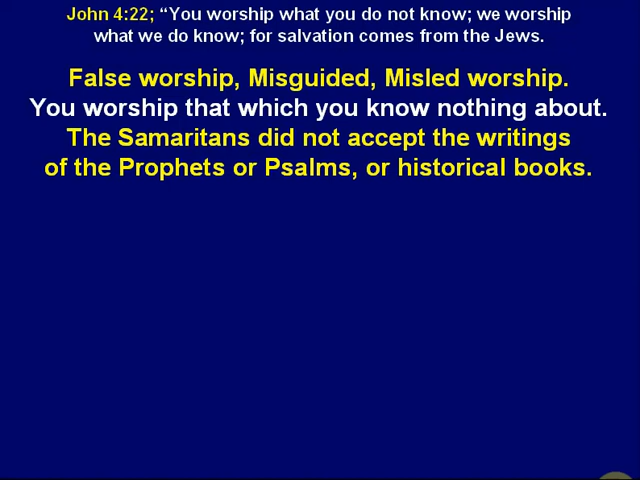 John 4:22; “You worship what you do not know; we worship
what we do know; for salvation comes from the Jews.
False worship, Misguided, Misled worship.
You worship that which you know nothing about.
The Samaritans did not accept the writings
of the Prophets or Psalms, or historical books.